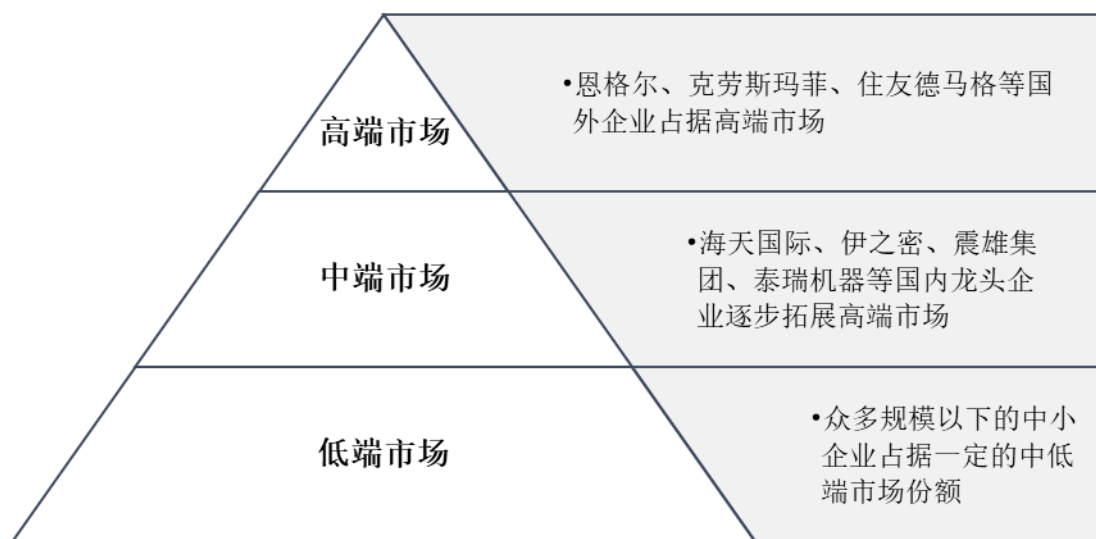 高端市场
•恩格尔、克劳斯玛菲、住友德马格等国
外企业占据高端市场
中端市场
•海天国际、伊之密、震雄集
团、泰瑞机器等国内龙头企
业逐步拓展高端市场
低端市场
•众多规模以下的中小
企业占据一定的中低
端市场份额